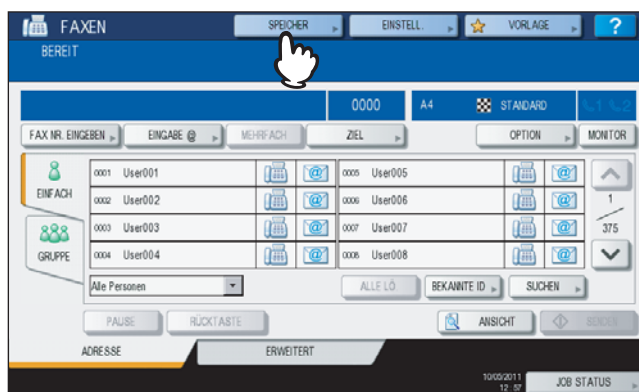 FAXEN SPEICHER EINSTELL. VORLAGE ?
BEREIT
0000 A4 STANDARD 1 2
FAX NR. EINGEBEN EINGABE @ MEHRFACH ZIEL OPTION MONITOR
EINFACH
GRUPPE
0001 User001 @ 0005 User005 @
0002 User002 @ 0006 User006 @
0003 User003 @ 0007 User007 @
0004 User004 @ 0008 User008 @
1
375
Alle Personen ALLE LÖ BEKANNTE ID SUCHEN
PAUSE RÜCKTASTE ANSICHT SENDEN
ADRESSE ERWEITERT
10/05/2011
12:57 JOB STATUS